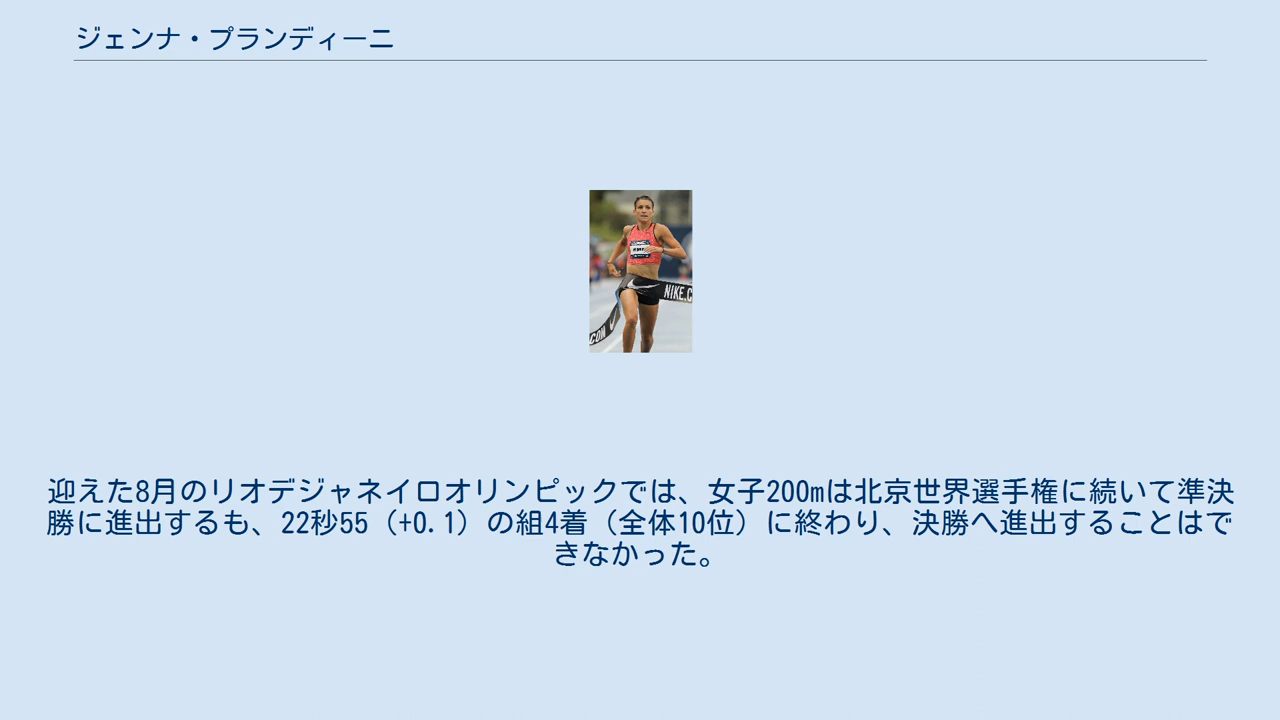 ジェンナ・プランディーニ
NIKE.C
.COM
迎えた8月のリオデジャネイロオリンピックでは、女子200mは北京世界選手権に続いて準決
勝に進出するも、22秒55（+0.1）の組4着（全体10位）に終わり、決勝へ進出することはで
きなかった。